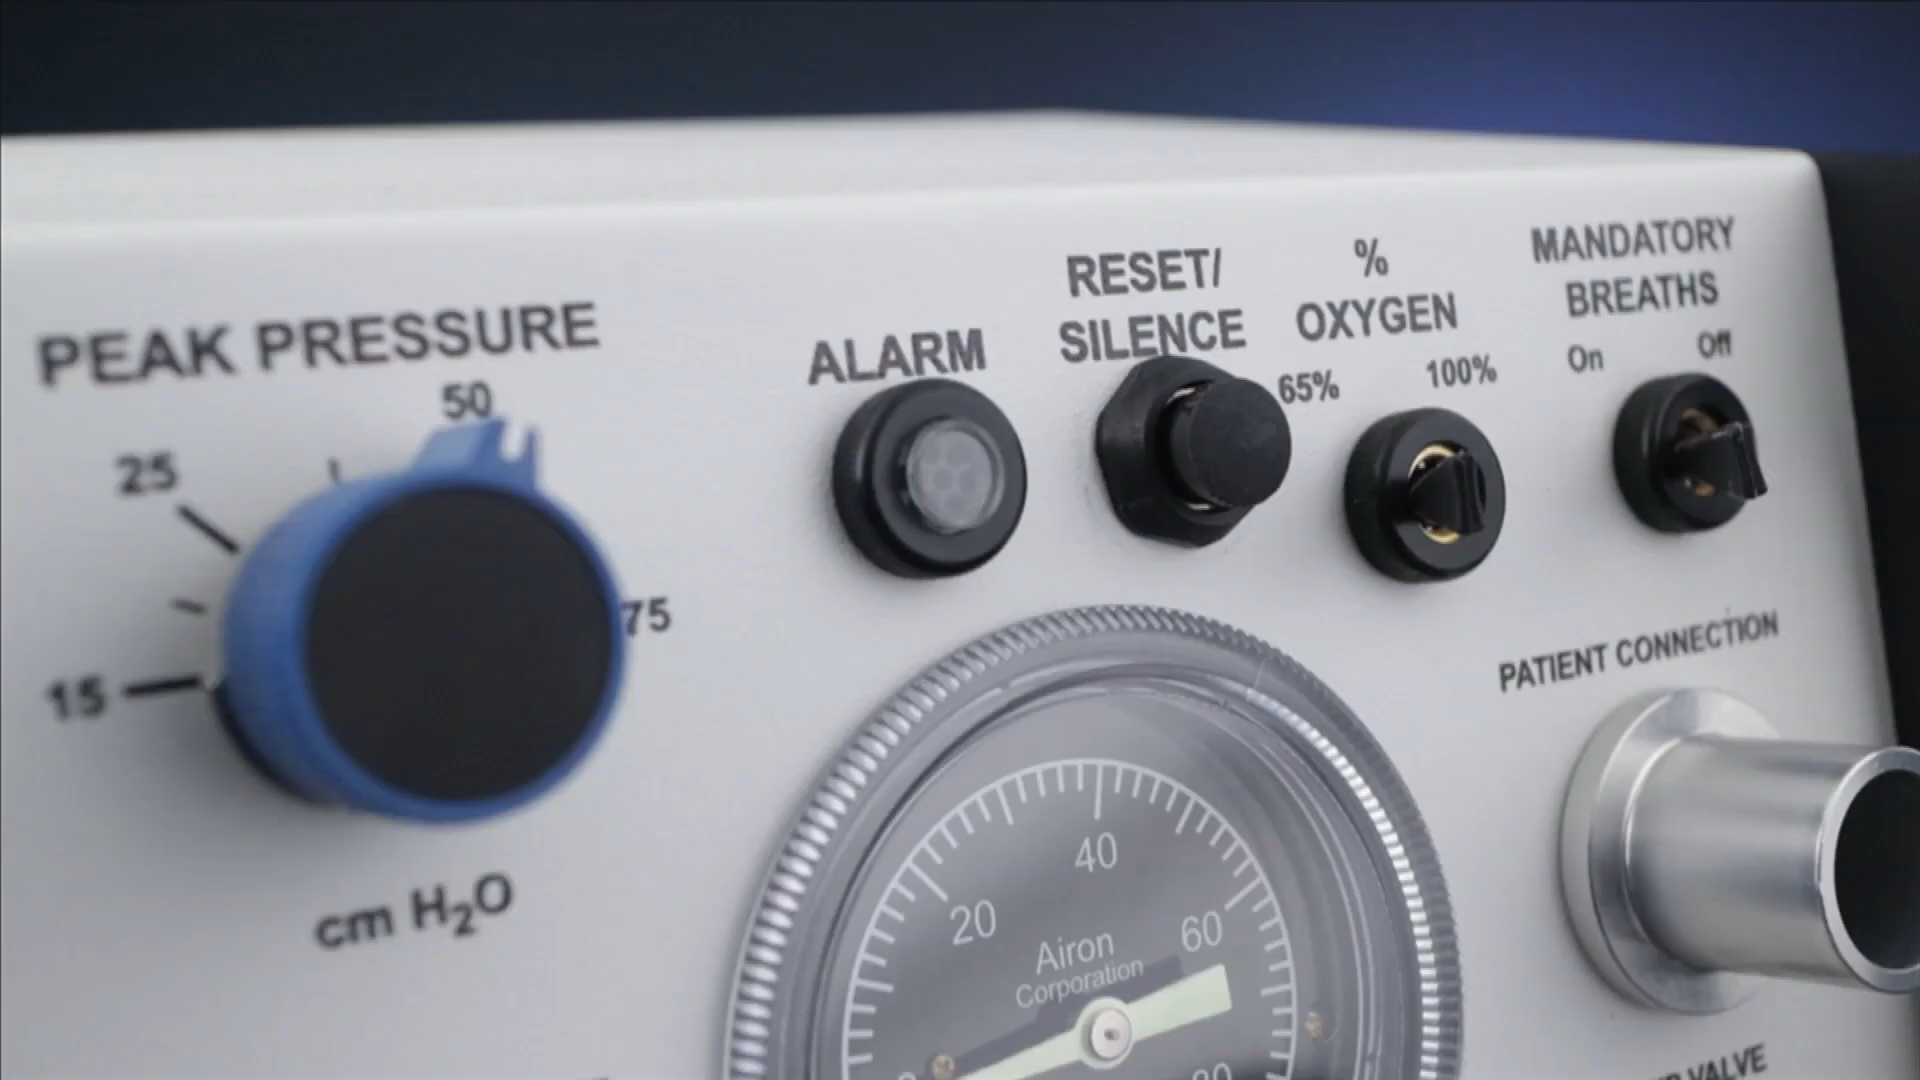 PEAK PRESSURE
50
25
75
15
cm H₂O
ALARM
RESET/
SILENCE
%
OXYGEN
65% 100%
MANDATORY
BREATHS
On Off
PATIENT CONNECTION
40
20
60
Airon
Corporation
VALVE